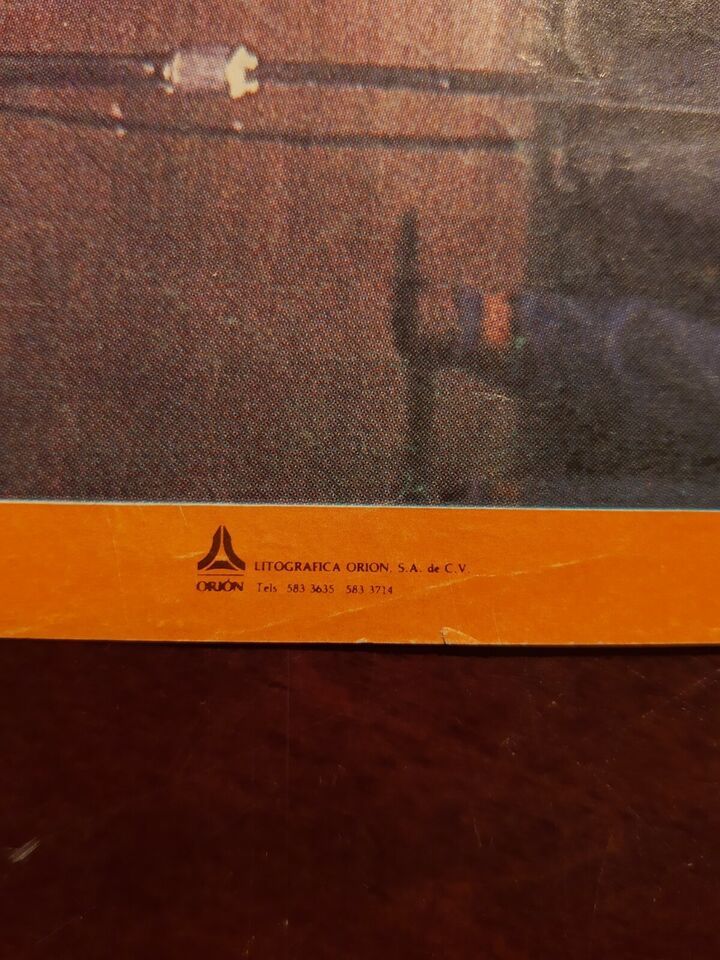 ORIÓN
LITOGRAFICA ORION, S.A. de C.V.
Tels 583 3635 583 3714